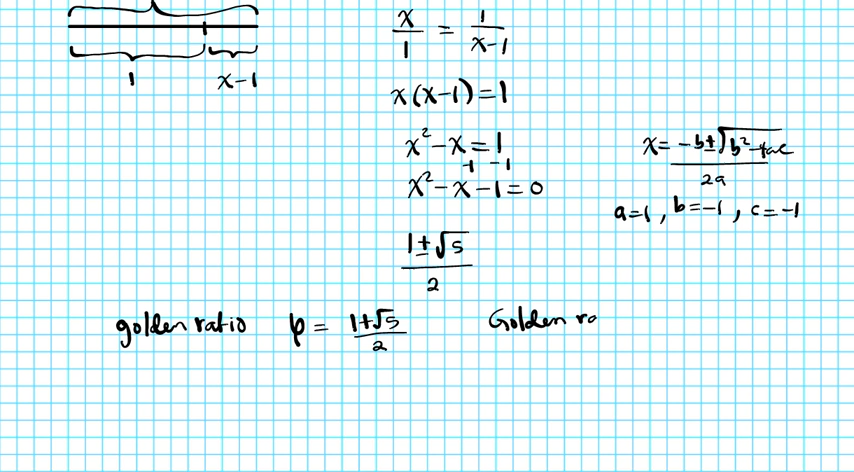 1
x-1
x/1 = 1/x-1
x(x-1)=1
x²-x=1
-1 -1
x²-x-1=0
x= -b±√b²-4ac/2a
a=1, b=-1, c=-1
1±√5/2
golden ratio φ = 1+√5/2
Golden ra